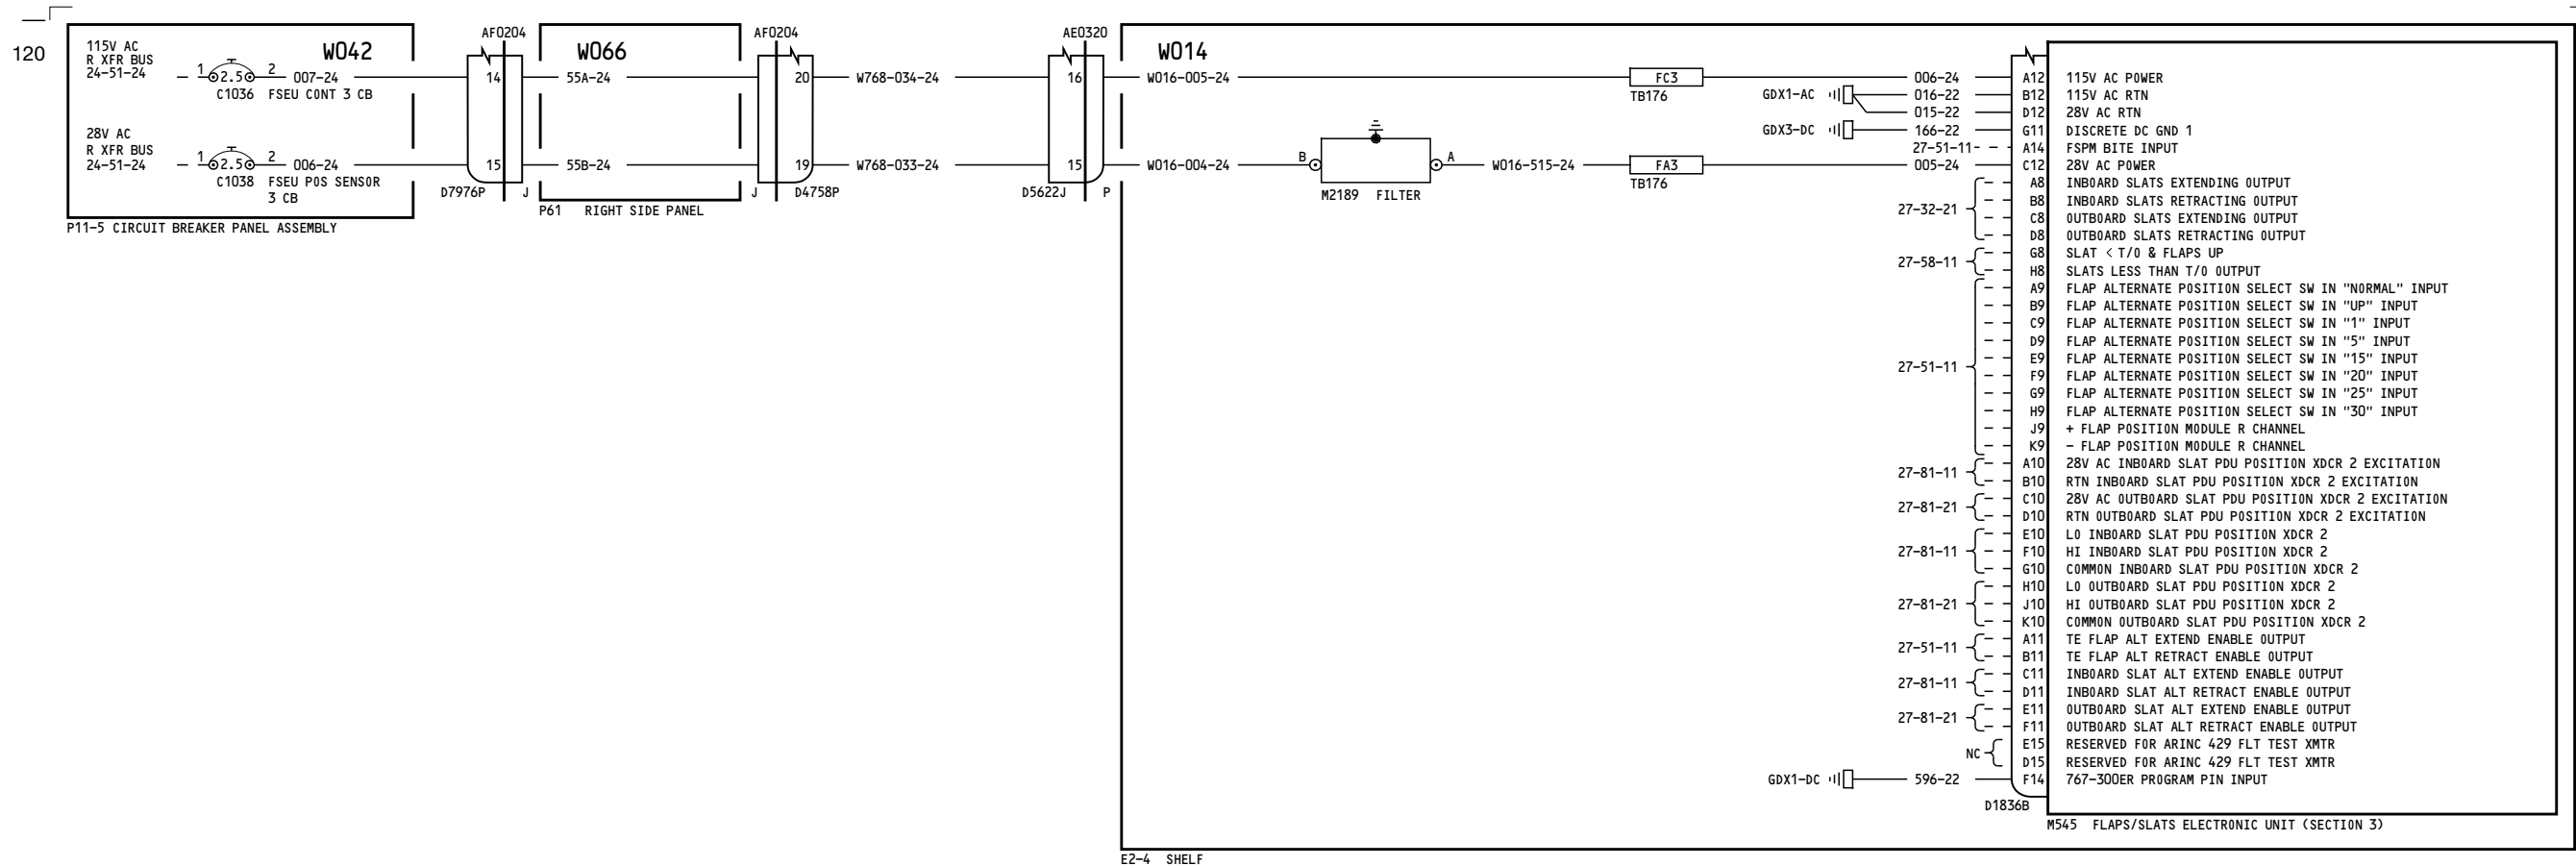 120
115V AC
R XFR BUS
24-51-24
W042
1 2.5 2 007-24
C1036 FSEU CONT 3 CB
28V AC
R XFR BUS
24-51-24
1 2.5 2 006-24
C1038 FSEU POS SENSOR
3 CB
P11-5 CIRCUIT BREAKER PANEL ASSEMBLY
AF0204
14
15
D7976P J
W066
55A-24
55B-24
P61 RIGHT SIDE PANEL
AF0204
20
19
J D4758P
W768-034-24
W768-033-24
AE0320
16
15
D5622J P
W014
W016-005-24
W016-004-24
B A
M2189 FILTER
W016-515-24
FC3
TB176
FA3
TB176
GDX1-AC
GDX3-DC
006-24 A12 115V AC POWER
016-22 B12 115V AC RTN
015-22 D12 28V AC RTN
166-22 G11 DISCRETE DC GND 1
27-51-11 A14 FSPM BITE INPUT
005-24 C12 28V AC POWER
27-32-21
A8 INBOARD SLATS EXTENDING OUTPUT
B8 INBOARD SLATS RETRACTING OUTPUT
C8 OUTBOARD SLATS EXTENDING OUTPUT
D8 OUTBOARD SLATS RETRACTING OUTPUT
27-58-11
G8 SLAT < T/O & FLAPS UP
H8 SLATS LESS THAN T/O OUTPUT
27-51-11
A9 FLAP ALTERNATE POSITION SELECT SW IN "NORMAL" INPUT
B9 FLAP ALTERNATE POSITION SELECT SW IN "UP" INPUT
C9 FLAP ALTERNATE POSITION SELECT SW IN "1" INPUT
D9 FLAP ALTERNATE POSITION SELECT SW IN "5" INPUT
E9 FLAP ALTERNATE POSITION SELECT SW IN "15" INPUT
F9 FLAP ALTERNATE POSITION SELECT SW IN "20" INPUT
G9 FLAP ALTERNATE POSITION SELECT SW IN "25" INPUT
H9 FLAP ALTERNATE POSITION SELECT SW IN "30" INPUT
J9 + FLAP POSITION MODULE R CHANNEL
K9 - FLAP POSITION MODULE R CHANNEL
27-81-11
A10 28V AC INBOARD SLAT PDU POSITION XDCR 2 EXCITATION
B10 RTN INBOARD SLAT PDU POSITION XDCR 2 EXCITATION
27-81-21
C10 28V AC OUTBOARD SLAT PDU POSITION XDCR 2 EXCITATION
D10 RTN OUTBOARD SLAT PDU POSITION XDCR 2 EXCITATION
27-81-11
E10 LO INBOARD SLAT PDU POSITION XDCR 2
F10 HI INBOARD SLAT PDU POSITION XDCR 2
G10 COMMON INBOARD SLAT PDU POSITION XDCR 2
27-81-21
H10 LO OUTBOARD SLAT PDU POSITION XDCR 2
J10 HI OUTBOARD SLAT PDU POSITION XDCR 2
K10 COMMON OUTBOARD SLAT PDU POSITION XDCR 2
27-51-11
A11 TE FLAP ALT EXTEND ENABLE OUTPUT
B11 TE FLAP ALT RETRACT ENABLE OUTPUT
27-81-11
C11 INBOARD SLAT ALT EXTEND ENABLE OUTPUT
D11 INBOARD SLAT ALT RETRACT ENABLE OUTPUT
27-81-21
E11 OUTBOARD SLAT ALT EXTEND ENABLE OUTPUT
F11 OUTBOARD SLAT ALT RETRACT ENABLE OUTPUT
NC
E15 RESERVED FOR ARINC 429 FLT TEST XMTR
D15 RESERVED FOR ARINC 429 FLT TEST XMTR
GDX1-DC 596-22 F14 767-300ER PROGRAM PIN INPUT
D1836B
M545 FLAPS/SLATS ELECTRONIC UNIT (SECTION 3)
E2-4 SHELF